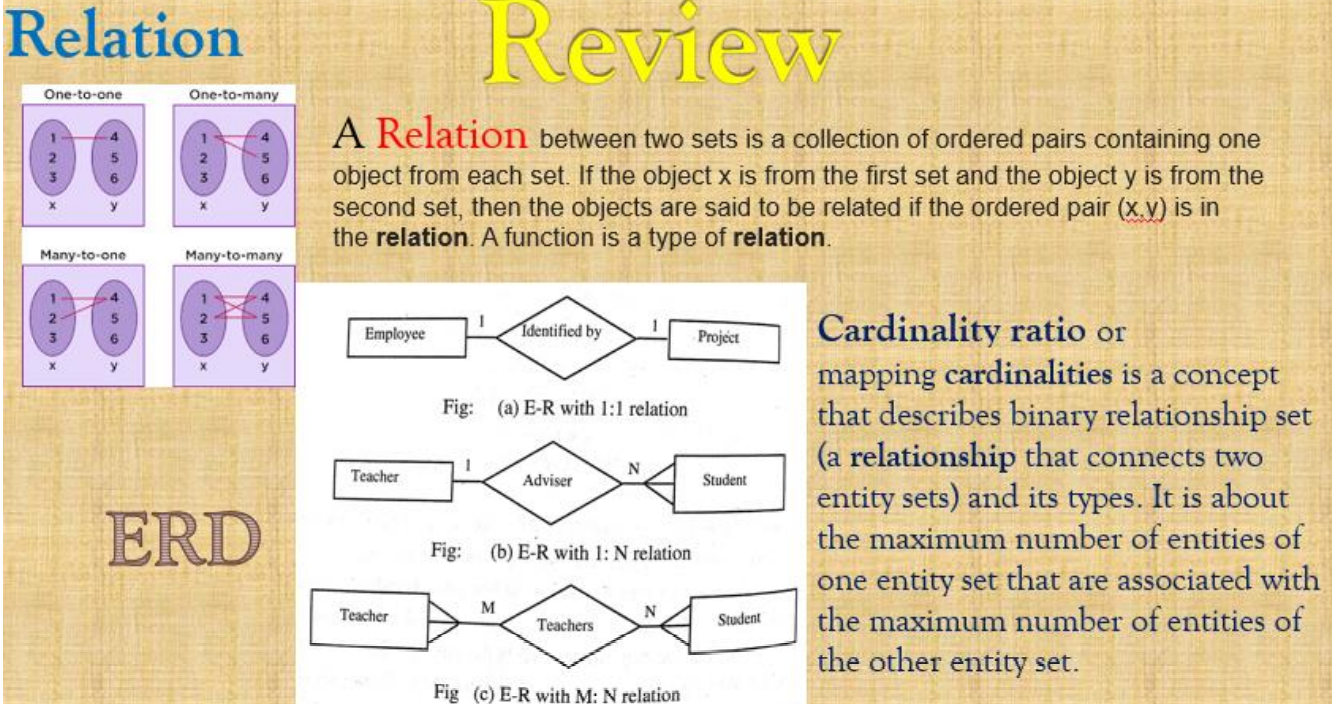 Relation
Review
One-to-one
One-to-many
1 4
2 5
3 6
x y
1 4
2 5
3 6
x y
Many-to-one
Many-to-many
1 4
2 5
3 6
x y
1 4
2 5
3 6
x y
A Relation between two sets is a collection of ordered pairs containing one
object from each set. If the object x is from the first set and the object y is from the
second set, then the objects are said to be related if the ordered pair (x,y) is in
the relation. A function is a type of relation.
ERD
Employee 1 Identified by 1 Project
Fig: (a) E-R with 1:1 relation
Teacher 1 Adviser N Student
Fig: (b) E-R with 1: N relation
Teacher M Teachers N Student
Fig (c) E-R with M: N relation
Cardinality ratio or
mapping cardinalities is a concept
that describes binary relationship set
(a relationship that connects two
entity sets) and its types. It is about
the maximum number of entities of
one entity set that are associated with
the maximum number of entities of
the other entity set.